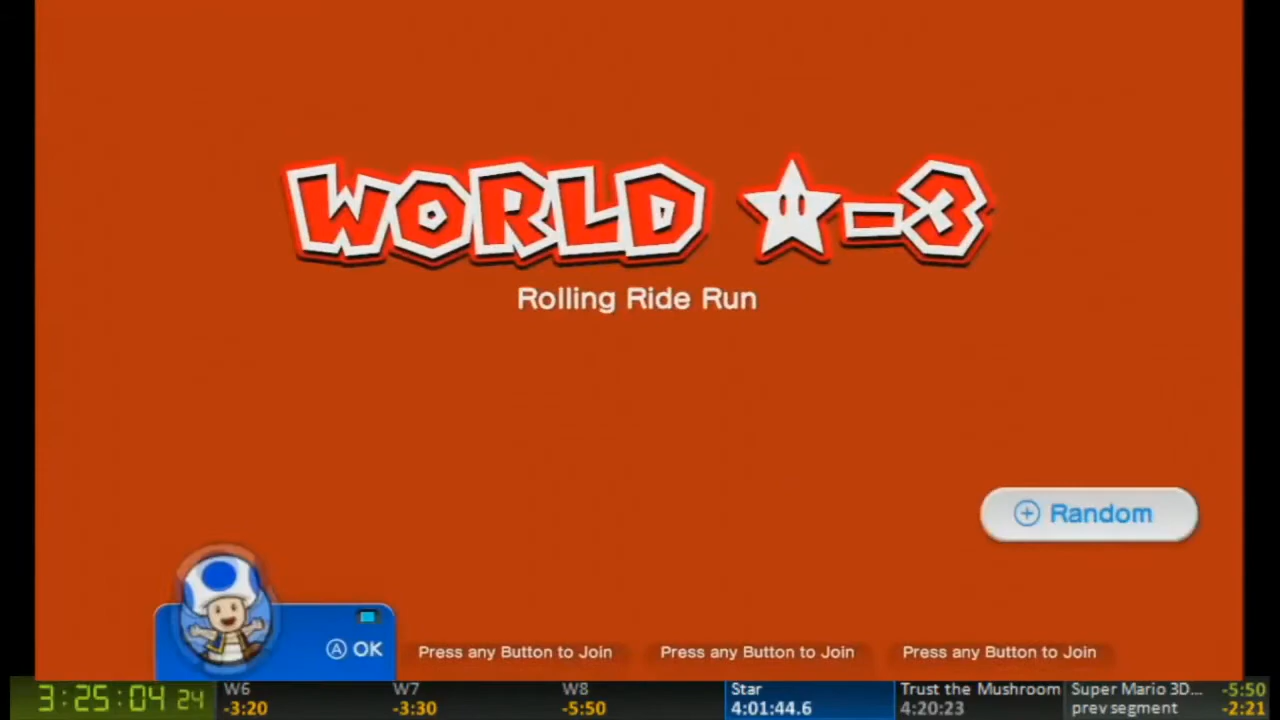 WORLD ★-3
Rolling Ride Run
Random
OK
Press any Button to Join
Press any Button to Join
Press any Button to Join
3:25:04 24
W6
-3:20
W7
-3:30
W8
-5:50
Star
4:01:44.6
Trust the Mushroom
4:20:23
Super Mario 3D... -5:50
prev segment -2:21